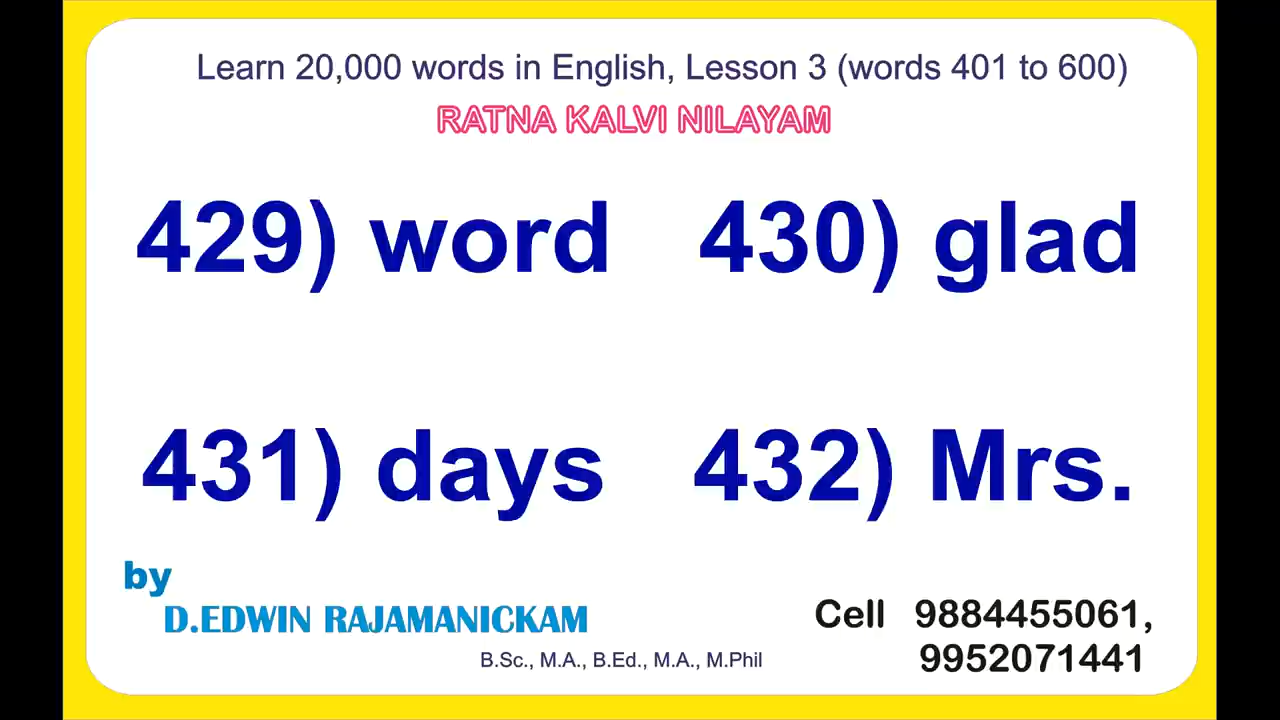 Learn 20,000 words in English, Lesson 3 (words 401 to 600)
RATNA KALVI NILAYAM
429) word 430) glad
431) days 432) Mrs.
by
D.EDWIN RAJAMANICKAM
B.Sc., M.A., B.Ed., M.A., M.Phil
Cell 9884455061,
9952071441